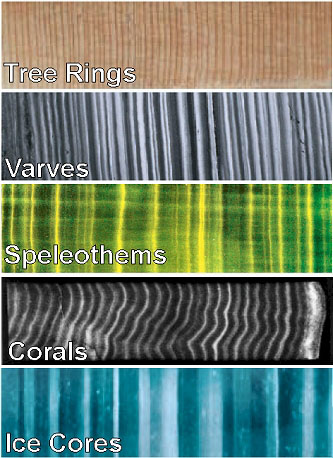 Tree Rings
Varves
Speleothems
Corals
Ice Cores